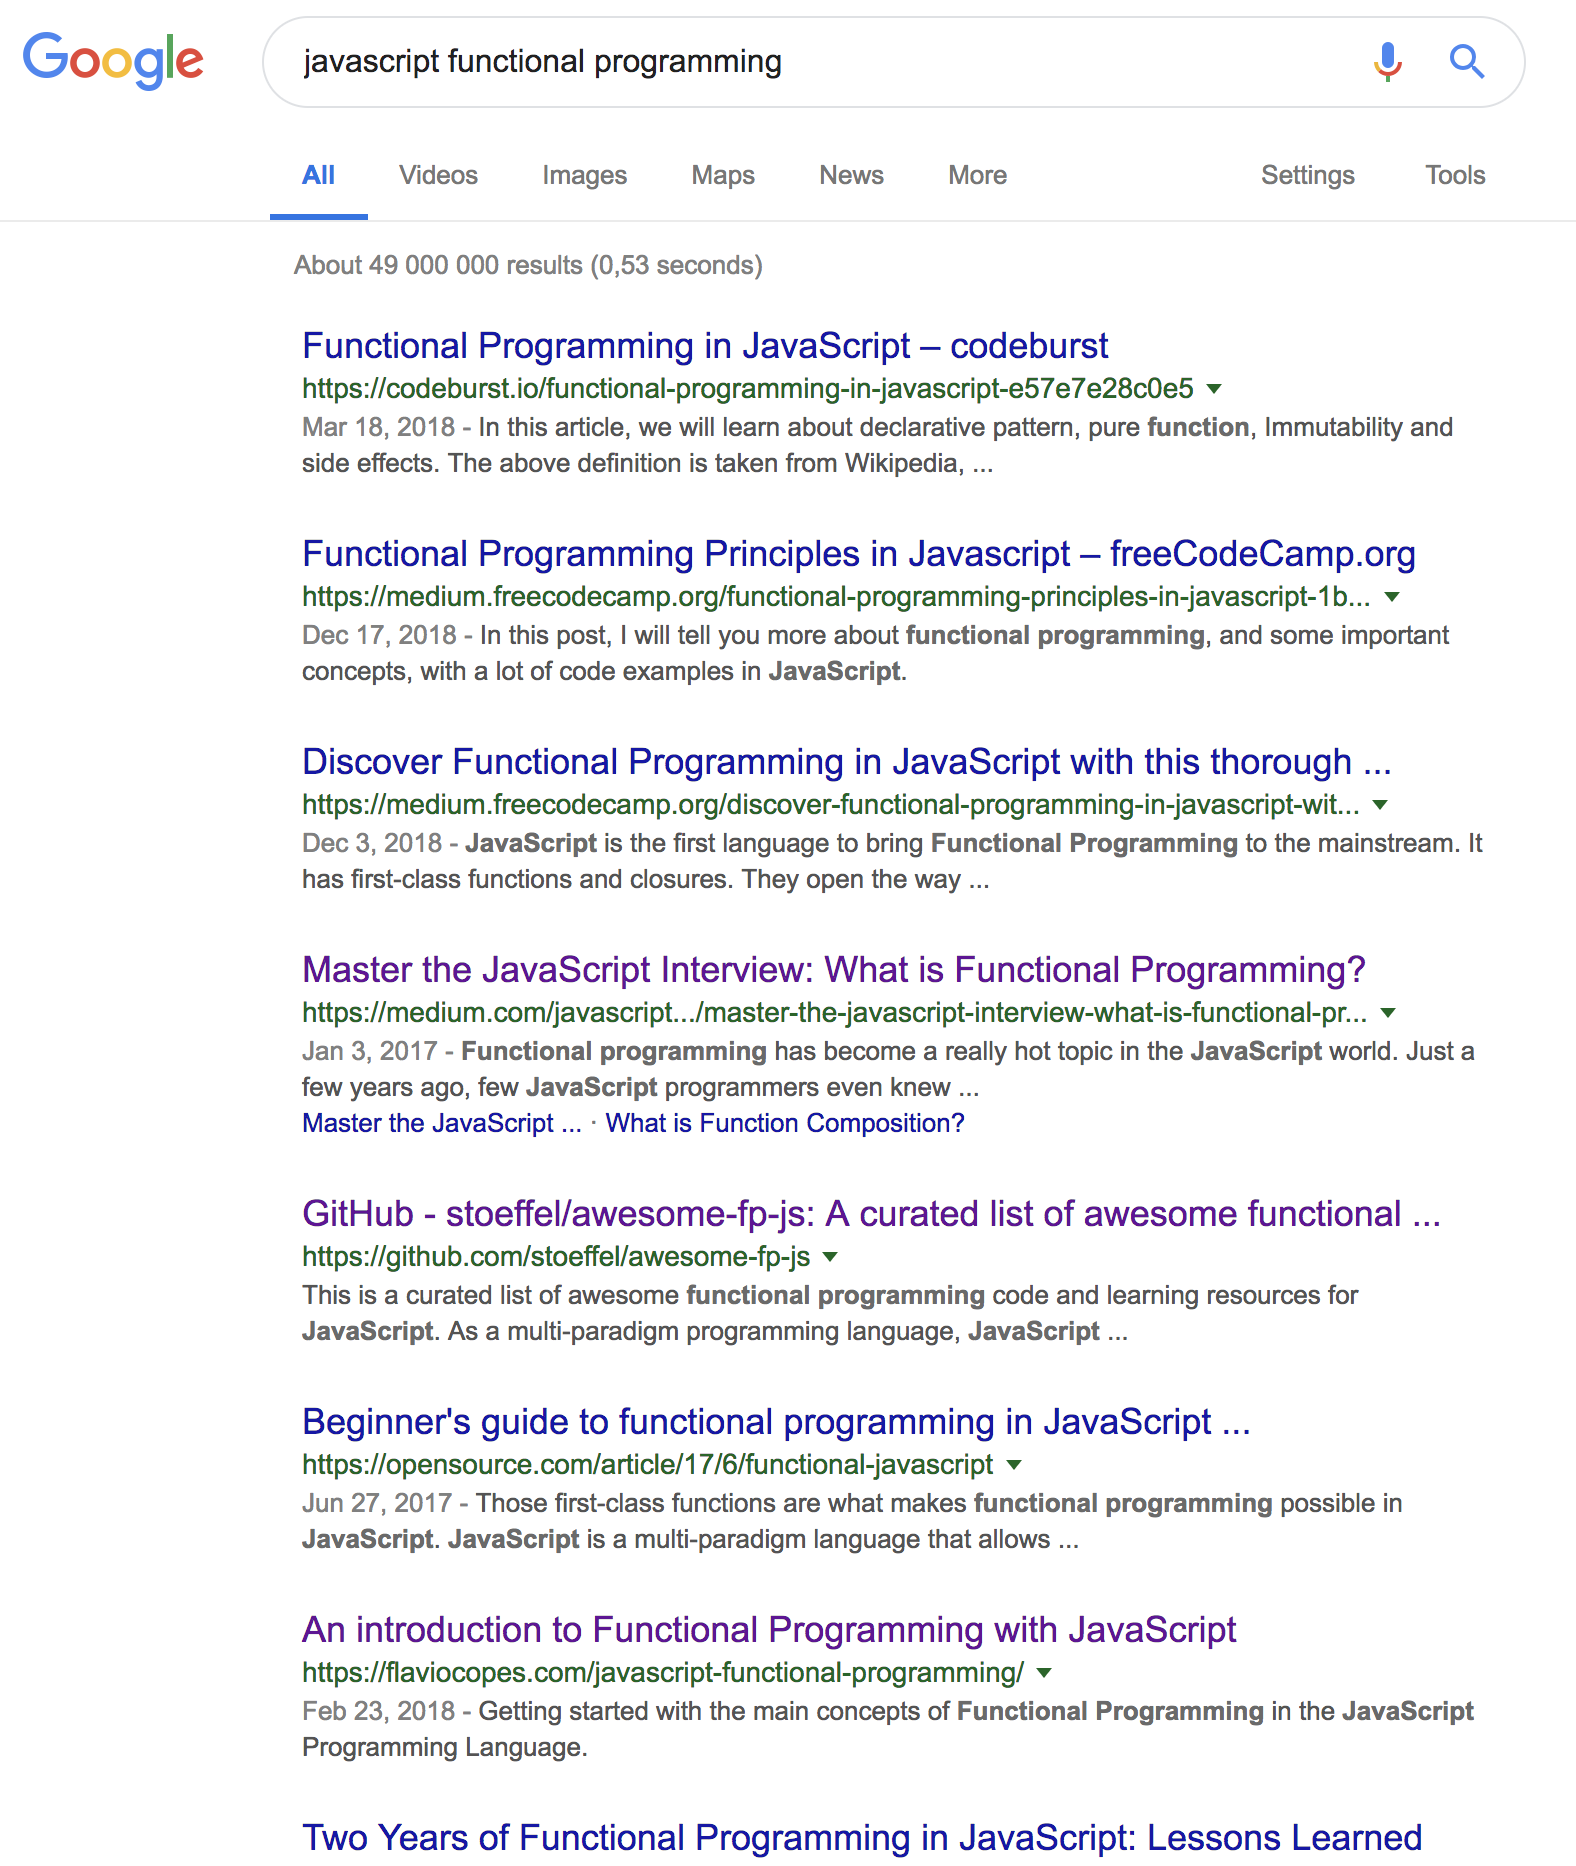 Google
javascript functional programming
All Videos Images Maps News More Settings Tools
About 49 000 000 results (0,53 seconds)
Functional Programming in JavaScript – codeburst
https://codeburst.io/functional-programming-in-javascript-e57e7e28c0e5
Mar 18, 2018 - In this article, we will learn about declarative pattern, pure function, Immutability and
side effects. The above definition is taken from Wikipedia, ...
Functional Programming Principles in Javascript – freeCodeCamp.org
https://medium.freecodecamp.org/functional-programming-principles-in-javascript-1b...
Dec 17, 2018 - In this post, I will tell you more about functional programming, and some important
concepts, with a lot of code examples in JavaScript.
Discover Functional Programming in JavaScript with this thorough ...
https://medium.freecodecamp.org/discover-functional-programming-in-javascript-wit...
Dec 3, 2018 - JavaScript is the first language to bring Functional Programming to the mainstream. It
has first-class functions and closures. They open the way ...
Master the JavaScript Interview: What is Functional Programming?
https://medium.com/javascript.../master-the-javascript-interview-what-is-functional-pr...
Jan 3, 2017 - Functional programming has become a really hot topic in the JavaScript world. Just a
few years ago, few JavaScript programmers even knew ...
Master the JavaScript ... · What is Function Composition?
GitHub - stoeffel/awesome-fp-js: A curated list of awesome functional ...
https://github.com/stoeffel/awesome-fp-js
This is a curated list of awesome functional programming code and learning resources for
JavaScript. As a multi-paradigm programming language, JavaScript ...
Beginner's guide to functional programming in JavaScript ...
https://opensource.com/article/17/6/functional-javascript
Jun 27, 2017 - Those first-class functions are what makes functional programming possible in
JavaScript. JavaScript is a multi-paradigm language that allows ...
An introduction to Functional Programming with JavaScript
https://flaviocopes.com/javascript-functional-programming/
Feb 23, 2018 - Getting started with the main concepts of Functional Programming in the JavaScript
Programming Language.
Two Years of Functional Programming in JavaScript: Lessons Learned